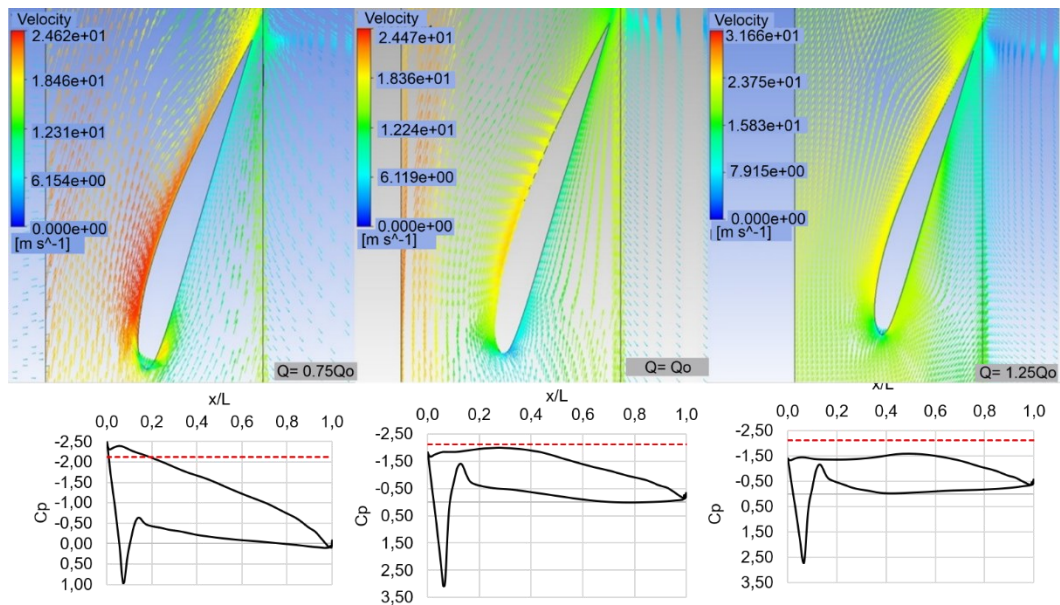 Velocity
2.462e+01
1.846e+01
1.231e+01
6.154e+00
0.000e+00
[m s^-1]
Q= 0.75Qo
Velocity
2.447e+01
1.836e+01
1.224e+01
6.119e+00
0.000e+00
[m s^-1]
Q= Qo
Velocity
3.166e+01
2.375e+01
1.583e+01
7.915e+00
0.000e+00
[m s^-1]
Q= 1.25Qo
x/L
0,0 0,2 0,4 0,6 0,8 1,0
-2,50
-2,00
-1,50
-1,00
-0,50
0,00
0,50
1,00
Cp
x/L
0,0 0,2 0,4 0,6 0,8 1,0
-2,50
-1,50
-0,50
0,50
1,50
2,50
3,50
Cp
x/L
0,0 0,2 0,4 0,6 0,8 1,0
-2,50
-1,50
-0,50
0,50
1,50
2,50
3,50
Cp